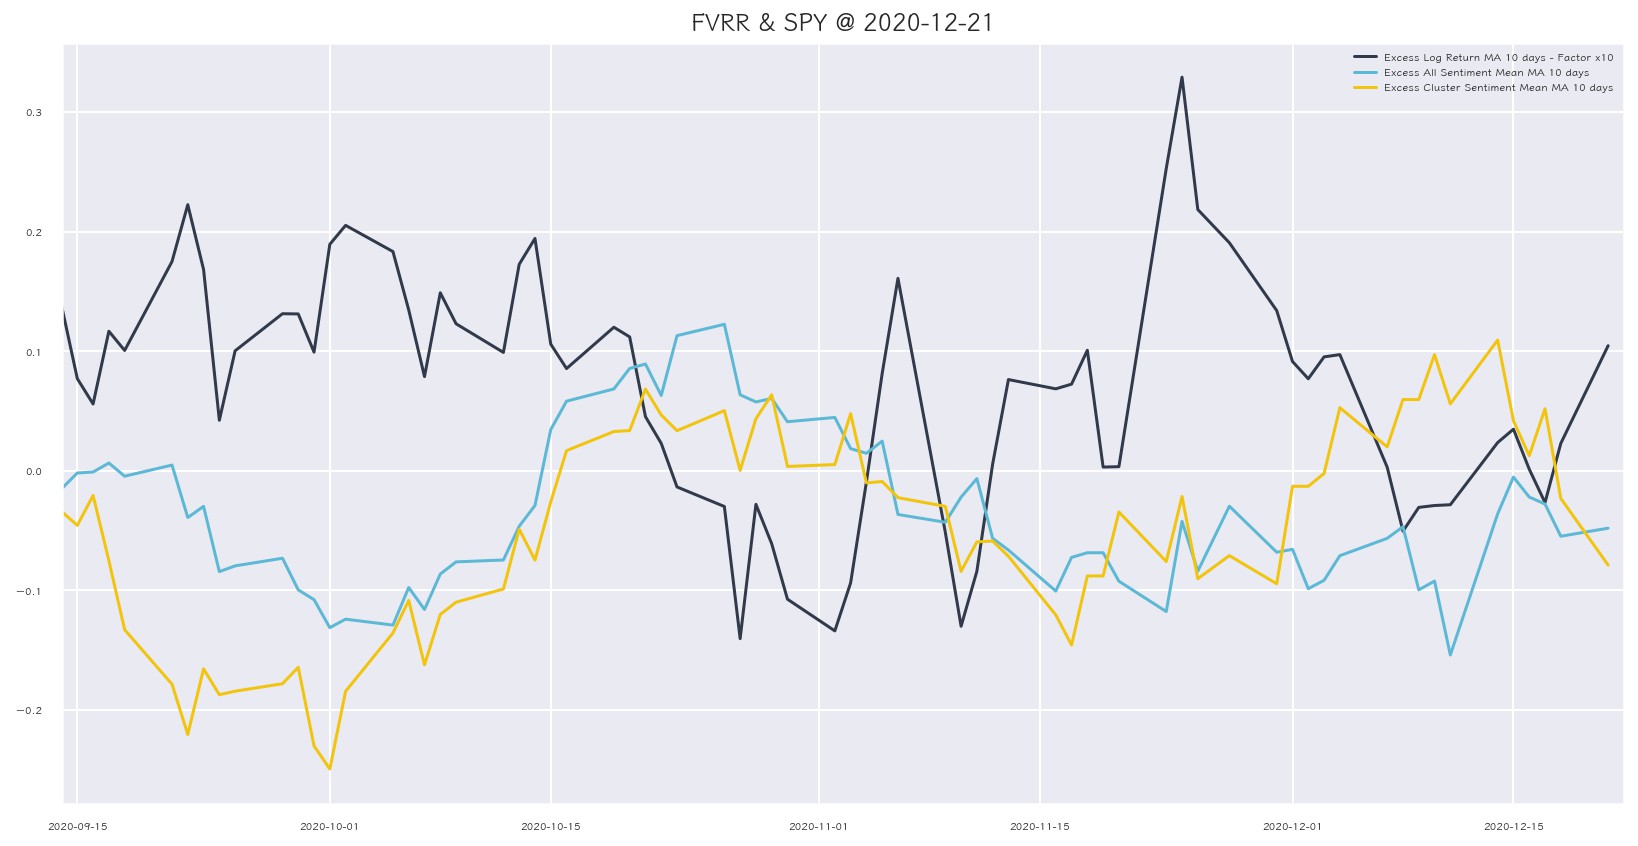 FVRR & SPY @ 2020-12-21
Excess Log Return MA 10 days - Factor x10
Excess All Sentiment Mean MA 10 days
Excess Cluster Sentiment Mean MA 10 days
0.3
0.2
0.1
0.0
−0.1
−0.2
2020-09-15 2020-10-01 2020-10-15 2020-11-01 2020-11-15 2020-12-01 2020-12-15